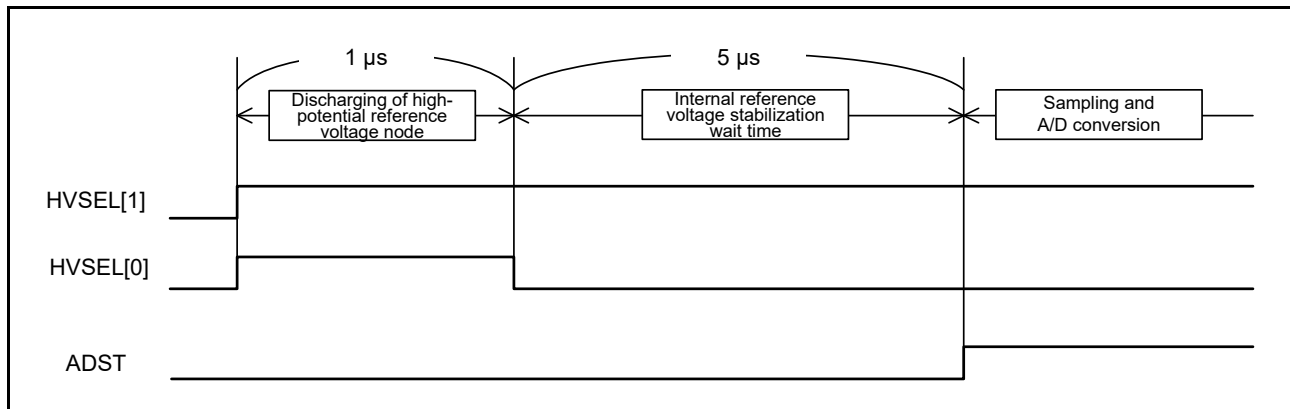 1 µs
5 µs
Discharging of high-
potential reference
voltage node
Internal reference
voltage stabilization
wait time
Sampling and
A/D conversion
HVSEL[1]
HVSEL[0]
ADST